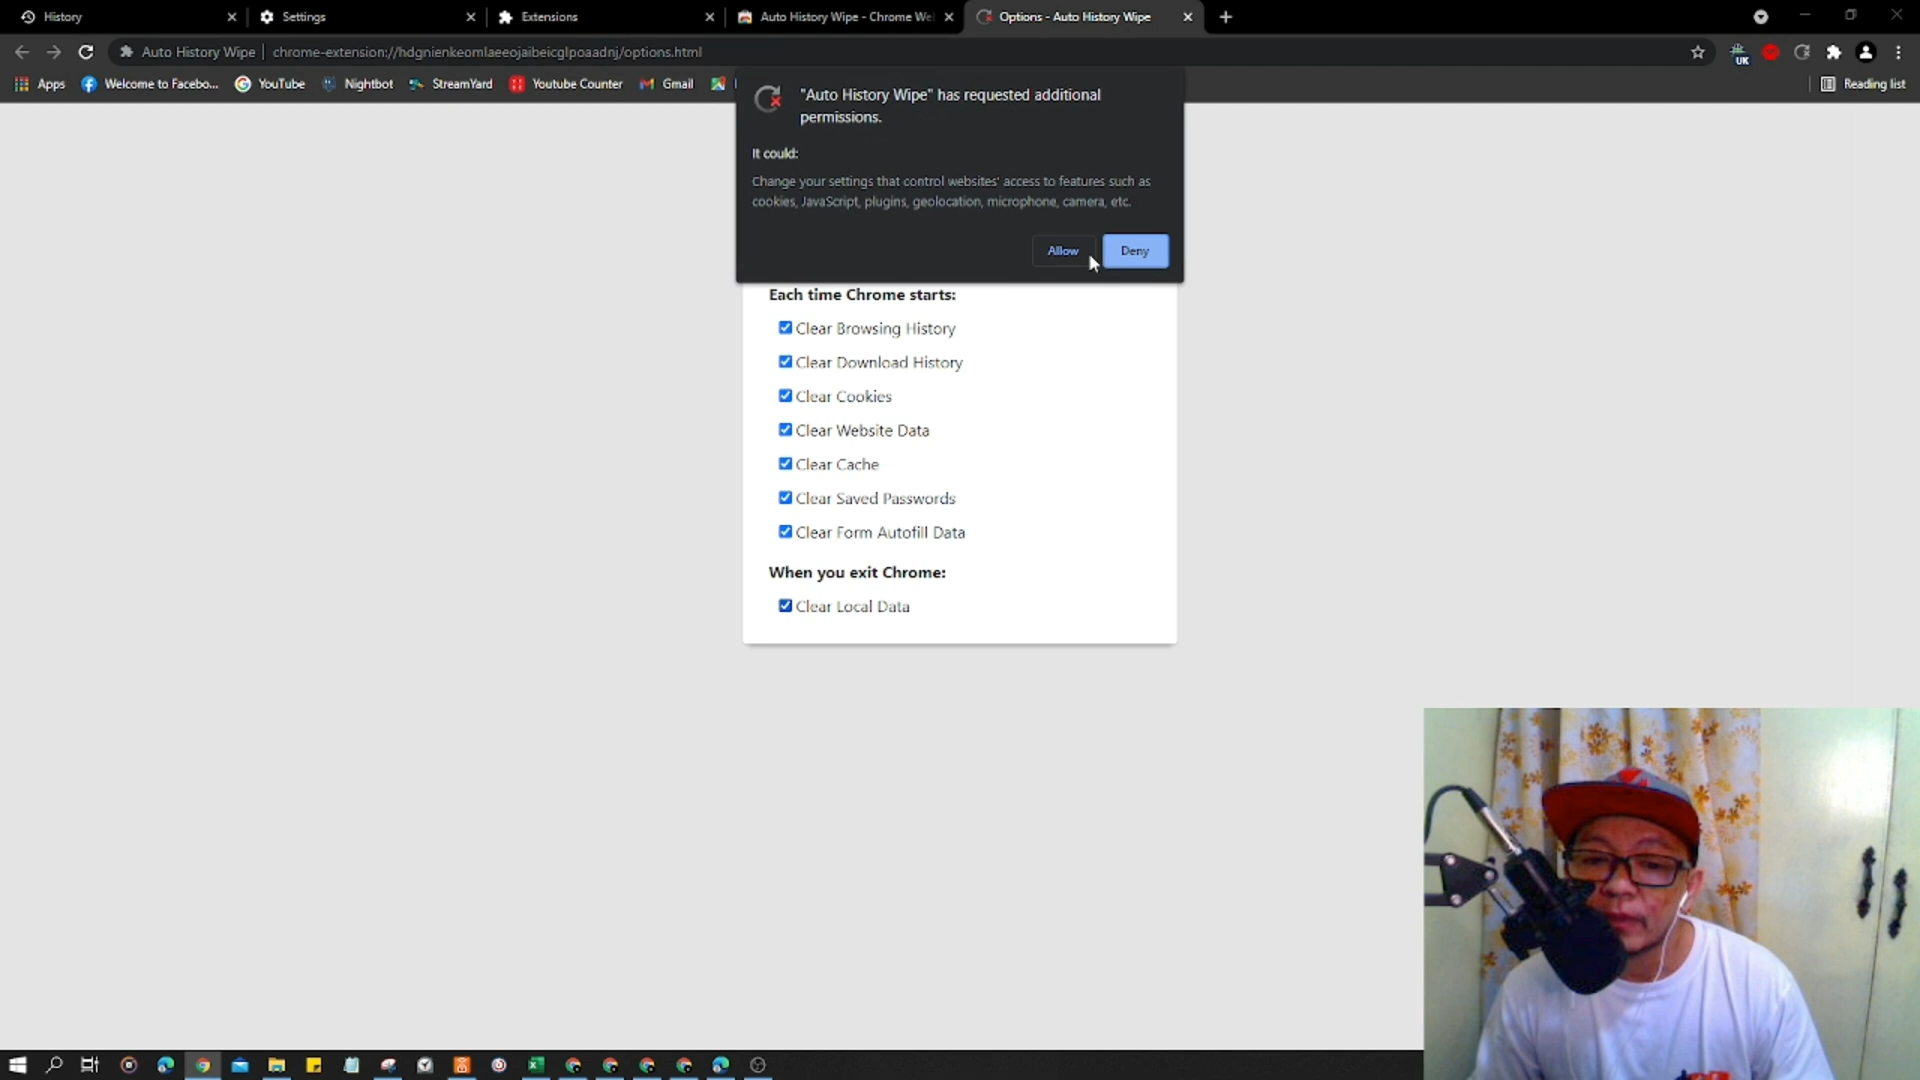 History
Settings
Extensions
Auto History Wipe - Chrome We
Options - Auto History Wipe
Auto History Wipe
chrome-extension://hdgnienkeomlaeeojaibeicglpoaadnj/options.html
UK
Apps
Welcome to Facebo...
YouTube
Nightbot
StreamYard
Youtube Counter
Gmail
Reading list
"Auto History Wipe" has requested additional
permissions.
It could:
Change your settings that control websites' access to features such as
cookies, JavaScript, plugins, geolocation, microphone, camera, etc.
Allow
Deny
Each time Chrome starts:
Clear Browsing History
Clear Download History
Clear Cookies
Clear Website Data
Clear Cache
Clear Saved Passwords
Clear Form Autofill Data
When you exit Chrome:
Clear Local Data